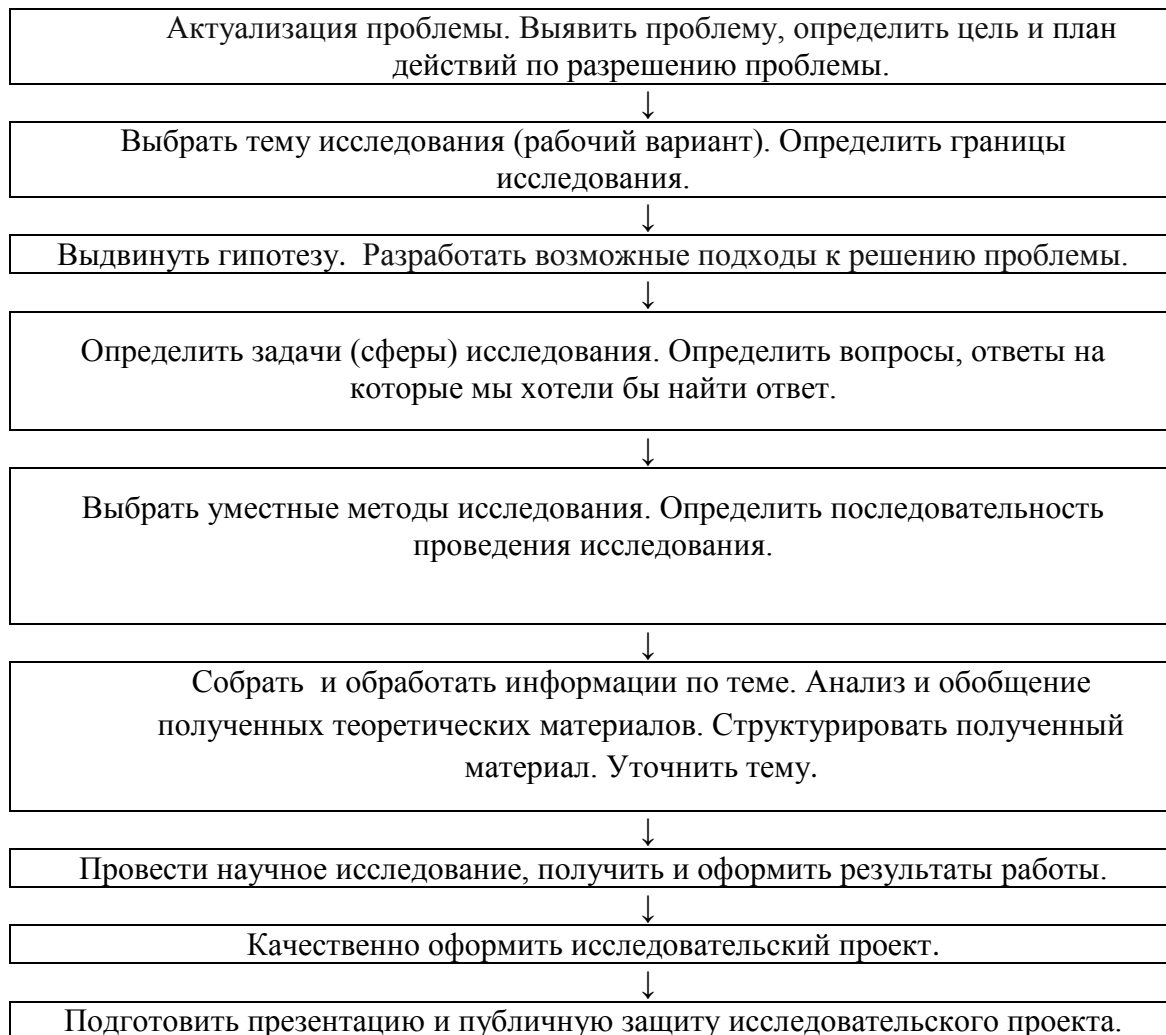 Актуализация проблемы. Выявить проблему, определить цель и план
действий по разрешению проблемы.
↓
Выбрать тему исследования (рабочий вариант). Определить границы
исследования.
↓
Выдвинуть гипотезу. Разработать возможные подходы к решению проблемы.
↓
Определить задачи (сферы) исследования. Определить вопросы, ответы на
которые мы хотели бы найти ответ.
↓
Выбрать уместные методы исследования. Определить последовательность
проведения исследования.
↓
Собрать и обработать информации по теме. Анализ и обобщение
полученных теоретических материалов. Структурировать полученный
материал. Уточнить тему.
↓
Провести научное исследование, получить и оформить результаты работы.
↓
Качественно оформить исследовательский проект.
↓
Подготовить презентацию и публичную защиту исследовательского проекта.